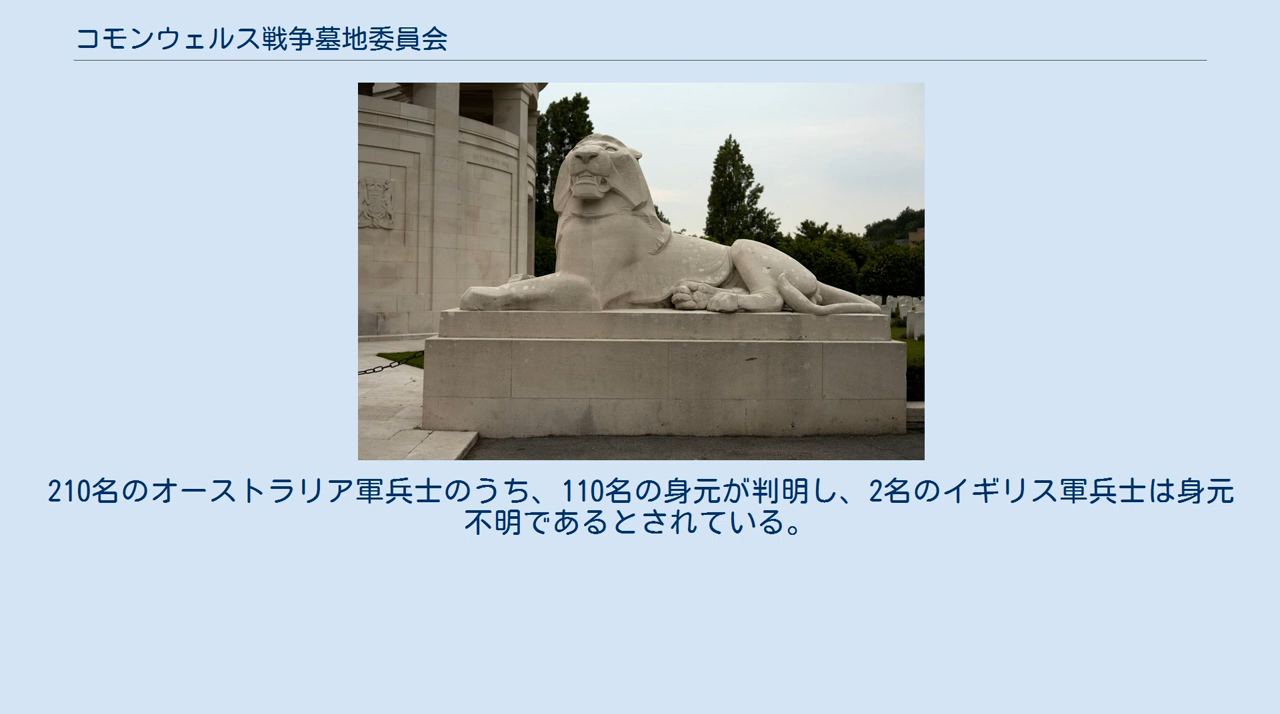 コモンウェルス戦争墓地委員会
210名のオーストラリア軍兵士のうち、110名の身元が判明し、2名のイギリス軍兵士は身元
不明であるとされている。